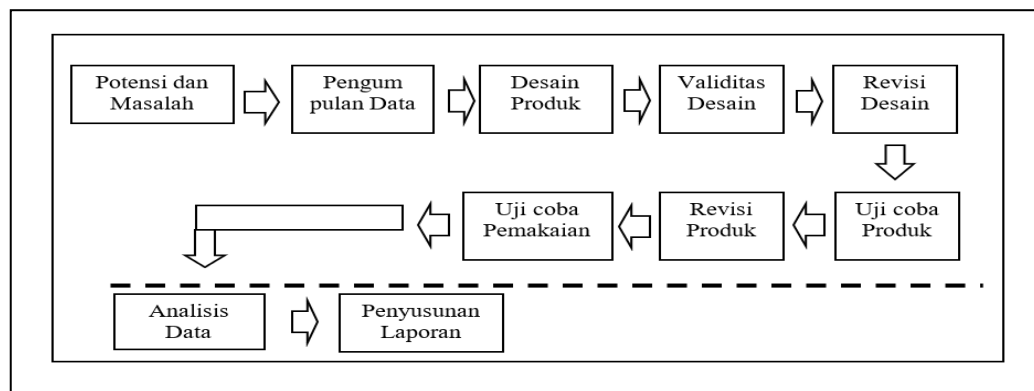 Potensi dan
Masalah
Pengum
pulan Data
Desain
Produk
Validitas
Desain
Revisi
Desain
Uji coba
Produk
Revisi
Produk
Uji coba
Pemakaian
Analisis
Data
Penyusunan
Laporan